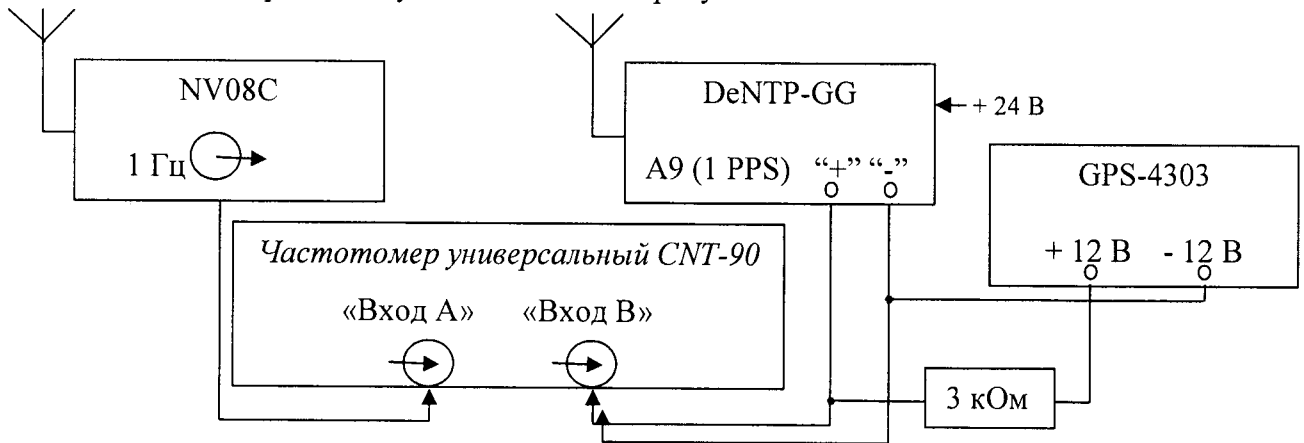 NV08C
1 Гц
DeNTP-GG
+ 24 В
A9 (1 PPS) “+” “-”
GPS-4303
+ 12 В - 12 В
Частотомер универсальный CNT-90
«Вход А» «Вход В»
3 кОм